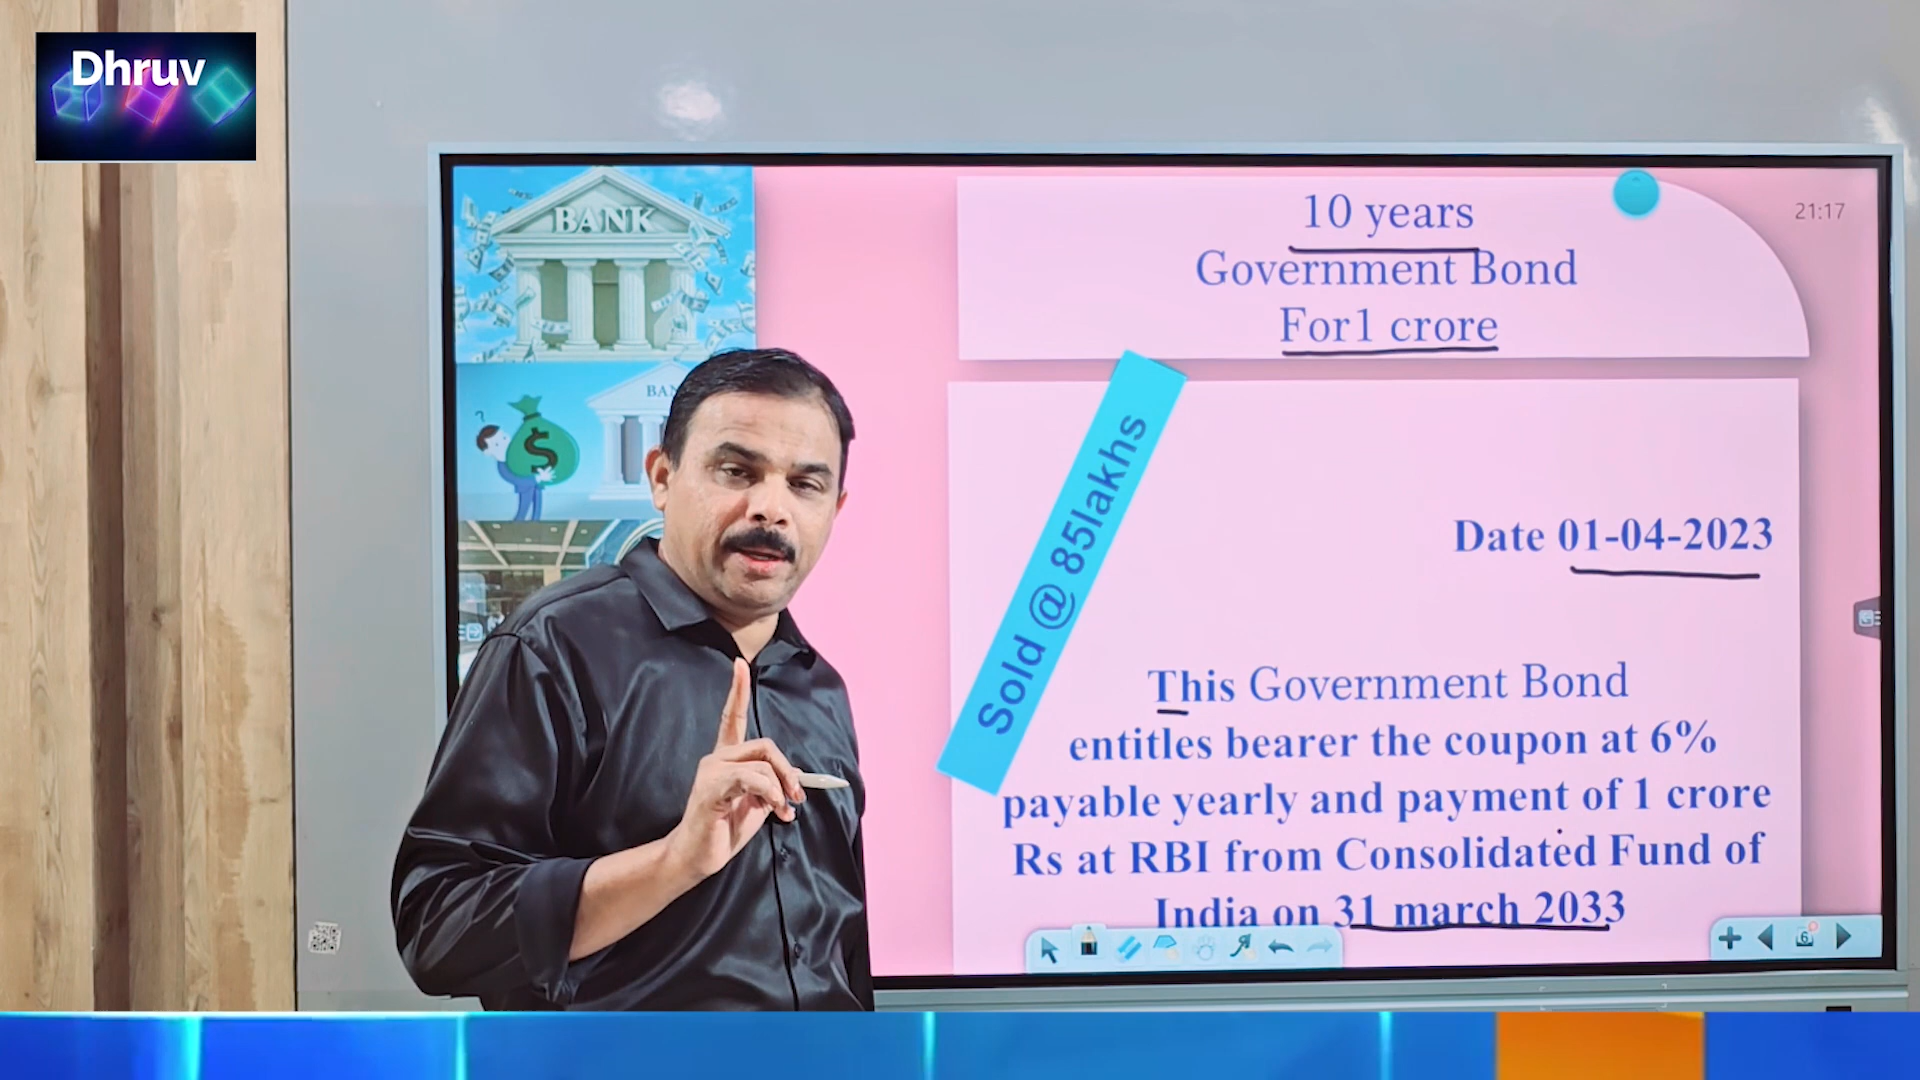 Dhruv
BANK
10 years
Government Bond
For1 crore
21:17
BAN
Sold @ 85lakhs
Date 01-04-2023
This Government Bond
entitles bearer the coupon at 6%
payable yearly and payment of 1 crore
Rs at RBI from Consolidated Fund of
India on 31 march 2033
6